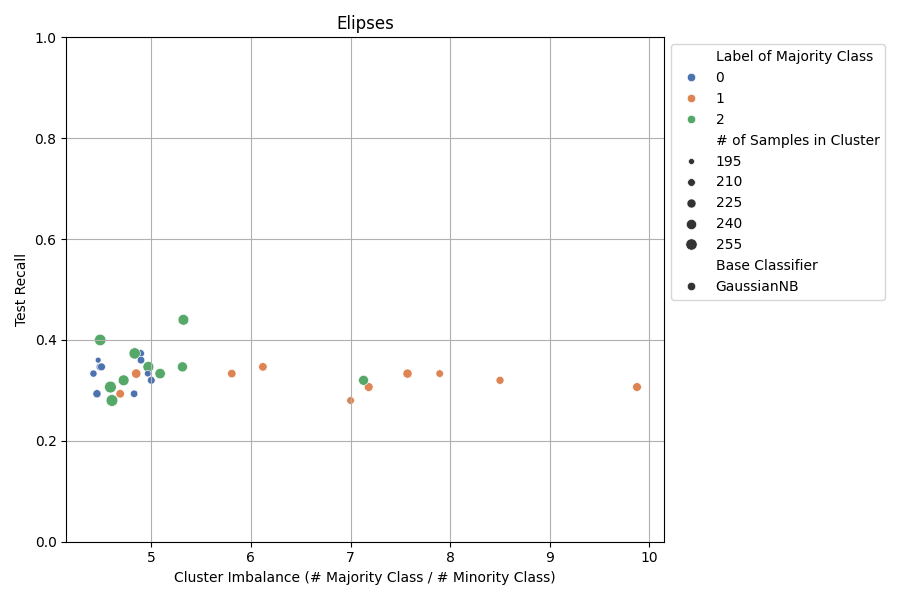 Elipses
1.0
0.8
0.6
0.4
0.2
0.0
Test Recall
5 6 7 8 9 10
Cluster Imbalance (# Majority Class / # Minority Class)
Label of Majority Class
0
1
2
# of Samples in Cluster
195
210
225
240
255
Base Classifier
GaussianNB